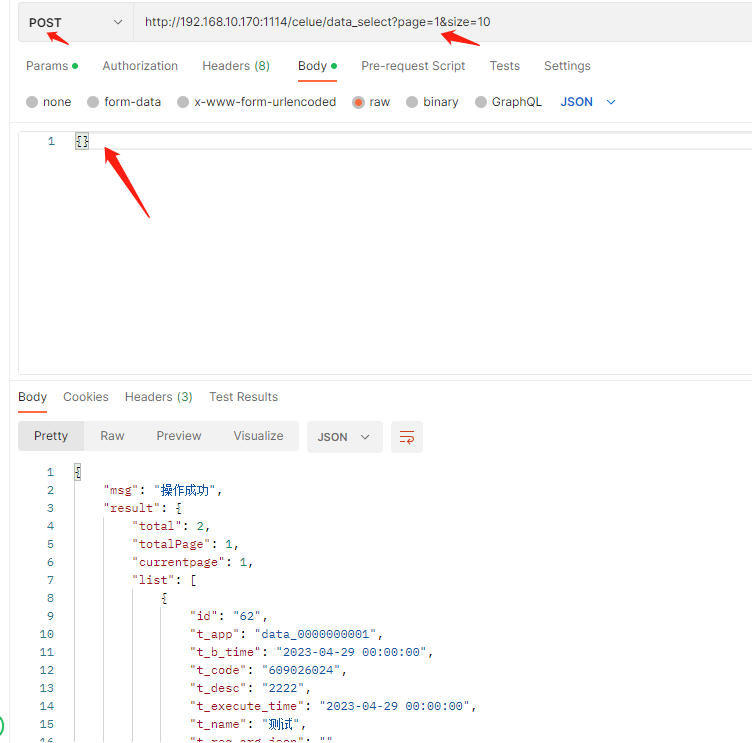 POST http://192.168.10.170:1114/celue/data_select?page=1&size=10
Params Authorization Headers (8) Body Pre-request Script Tests Settings
none form-data x-www-form-urlencoded raw binary GraphQL JSON
1 {}
Body Cookies Headers (3) Test Results
Pretty Raw Preview Visualize JSON
1 {
2 "msg": "操作成功",
3 "result": {
4 "total": 2,
5 "totalPage": 1,
6 "currentpage": 1,
7 "list": [
8 {
9 "id": "62",
10 "t_app": "data_0000000001",
11 "t_b_time": "2023-04-29 00:00:00",
12 "t_code": "609026024",
13 "t_desc": "2222",
14 "t_execute_time": "2023-04-29 00:00:00",
15 "t_name": "测试",
16 "t_req_arg_json": ""